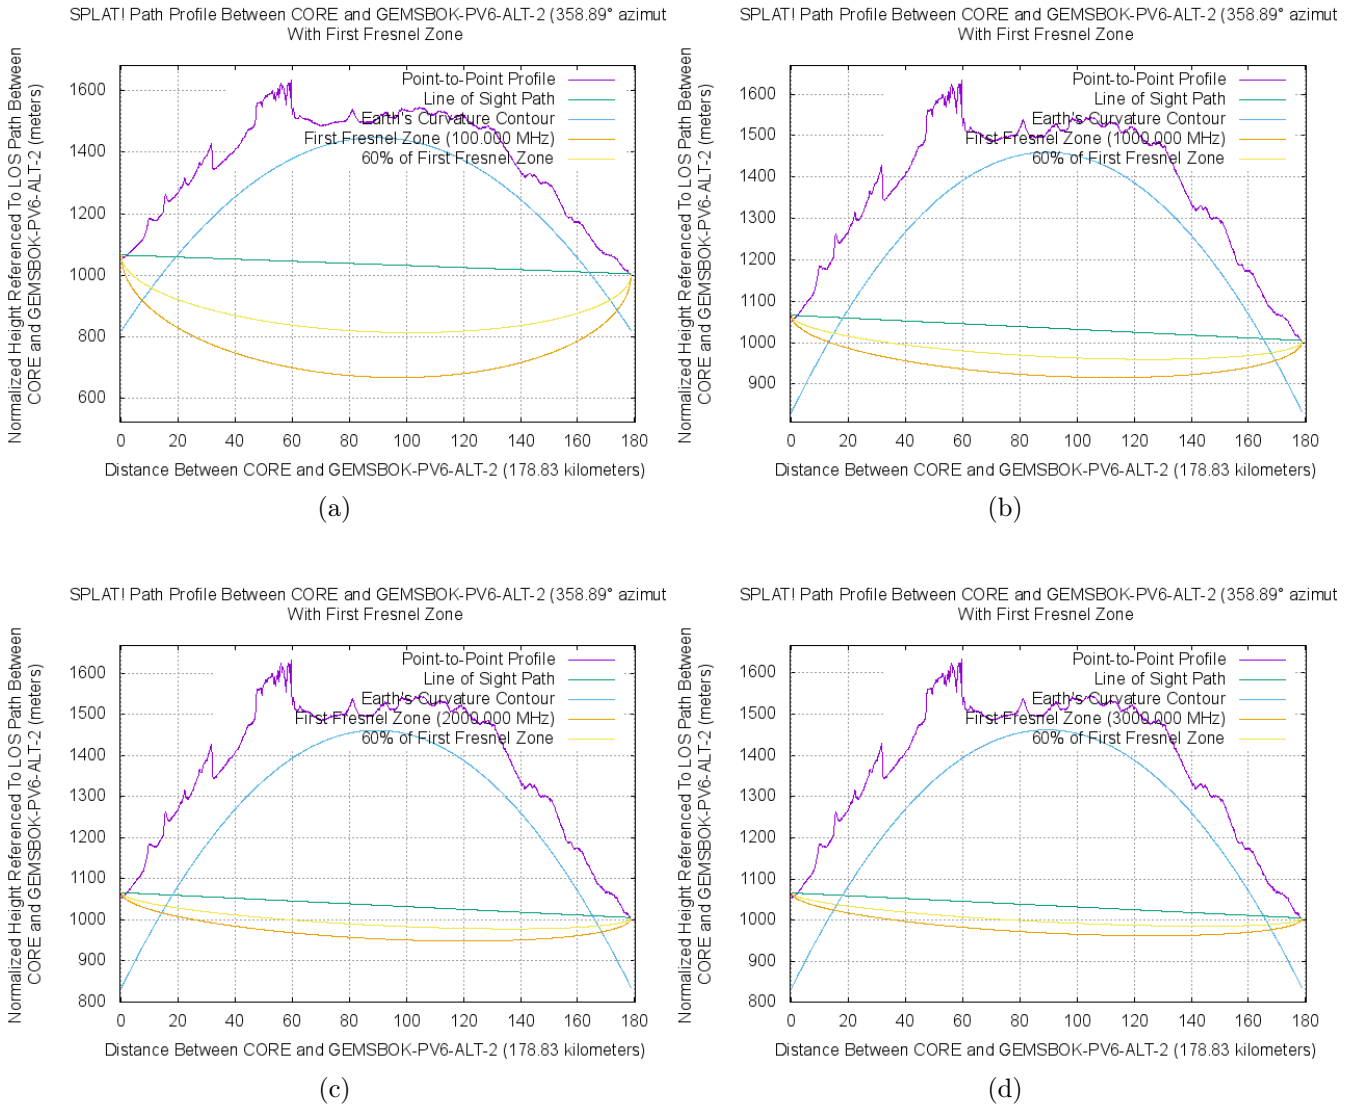 SPLAT! Path Profile Between CORE and GEMSBOK-PV6-ALT-2 (358.89° azimut
With First Fresnel Zone
Normalized Height Referenced To LOS Path Between
CORE and GEMSBOK-PV6-ALT-2 (meters)
Point-to-Point Profile
Line of Sight Path
Earth's Curvature Contour
First Fresnel Zone (100.000 MHz)
60% of First Fresnel Zone
1600
1400
1200
1000
800
600
0 20 40 60 80 100 120 140 160 180
Distance Between CORE and GEMSBOK-PV6-ALT-2 (178.83 kilometers)
(a)
SPLAT! Path Profile Between CORE and GEMSBOK-PV6-ALT-2 (358.89° azimut
With First Fresnel Zone
Normalized Height Referenced To LOS Path Between
CORE and GEMSBOK-PV6-ALT-2 (meters)
Point-to-Point Profile
Line of Sight Path
Earth's Curvature Contour
First Fresnel Zone (1000.000 MHz)
60% of First Fresnel Zone
1600
1500
1400
1300
1200
1100
1000
900
0 20 40 60 80 100 120 140 160 180
Distance Between CORE and GEMSBOK-PV6-ALT-2 (178.83 kilometers)
(b)
SPLAT! Path Profile Between CORE and GEMSBOK-PV6-ALT-2 (358.89° azimut
With First Fresnel Zone
Normalized Height Referenced To LOS Path Between
CORE and GEMSBOK-PV6-ALT-2 (meters)
Point-to-Point Profile
Line of Sight Path
Earth's Curvature Contour
First Fresnel Zone (2000.000 MHz)
60% of First Fresnel Zone
1600
1500
1400
1300
1200
1100
1000
900
800
0 20 40 60 80 100 120 140 160 180
Distance Between CORE and GEMSBOK-PV6-ALT-2 (178.83 kilometers)
(c)
SPLAT! Path Profile Between CORE and GEMSBOK-PV6-ALT-2 (358.89° azimut
With First Fresnel Zone
Normalized Height Referenced To LOS Path Between
CORE and GEMSBOK-PV6-ALT-2 (meters)
Point-to-Point Profile
Line of Sight Path
Earth's Curvature Contour
First Fresnel Zone (3000.000 MHz)
60% of First Fresnel Zone
1600
1500
1400
1300
1200
1100
1000
900
800
0 20 40 60 80 100 120 140 160 180
Distance Between CORE and GEMSBOK-PV6-ALT-2 (178.83 kilometers)
(d)